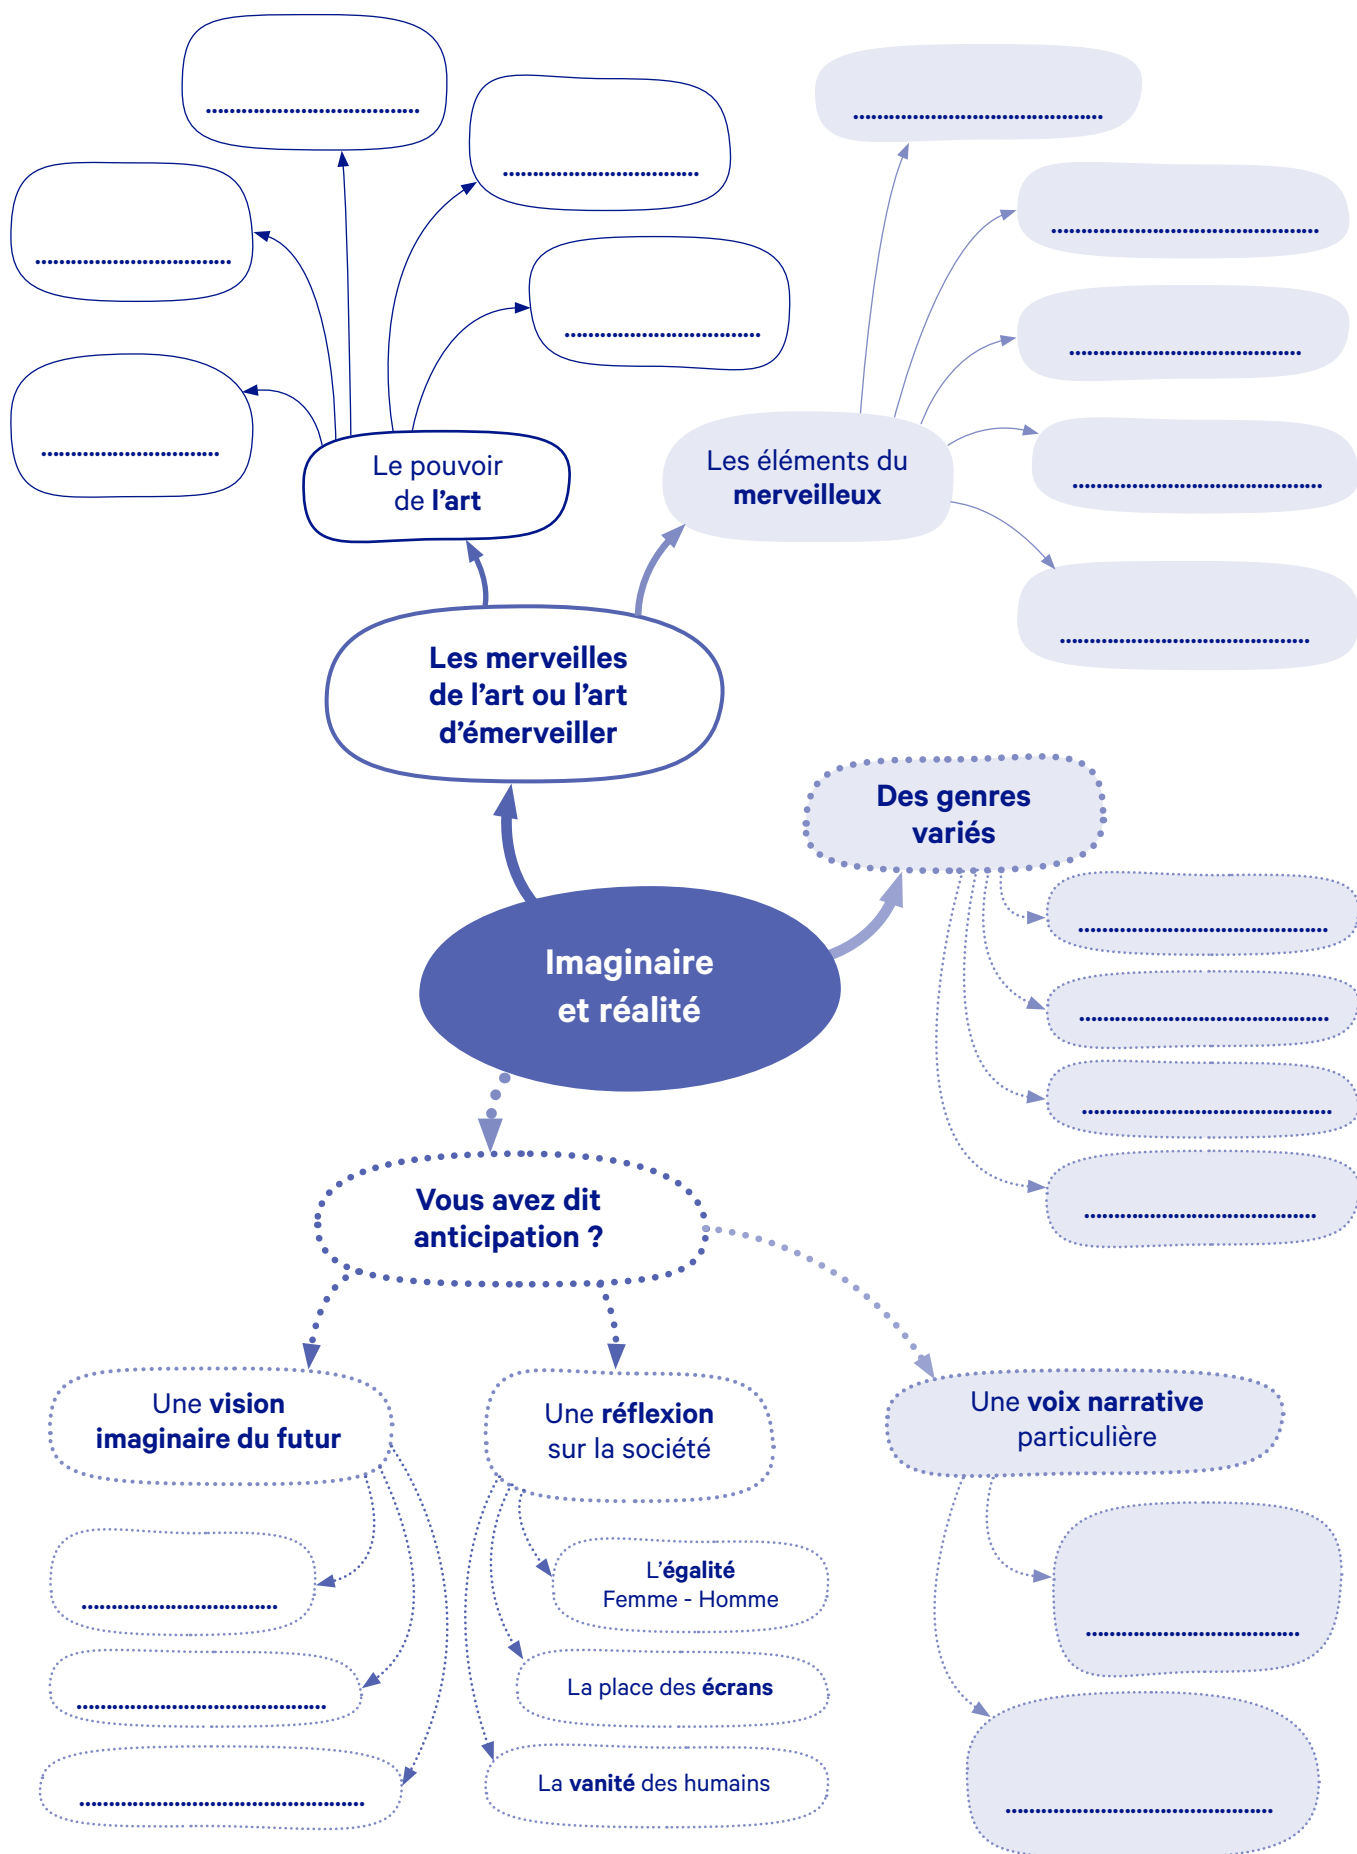 Le pouvoir
de l'art
Les éléments du
merveilleux
Les merveilles
de l'art ou l'art
d'émerveiller
Des genres
variés
Imaginaire
et réalité
Vous avez dit
anticipation ?
Une vision
imaginaire du futur
Une réflexion
sur la société
Une voix narrative
particulière
L'égalité
Femme - Homme
La place des écrans
La vanité des humains